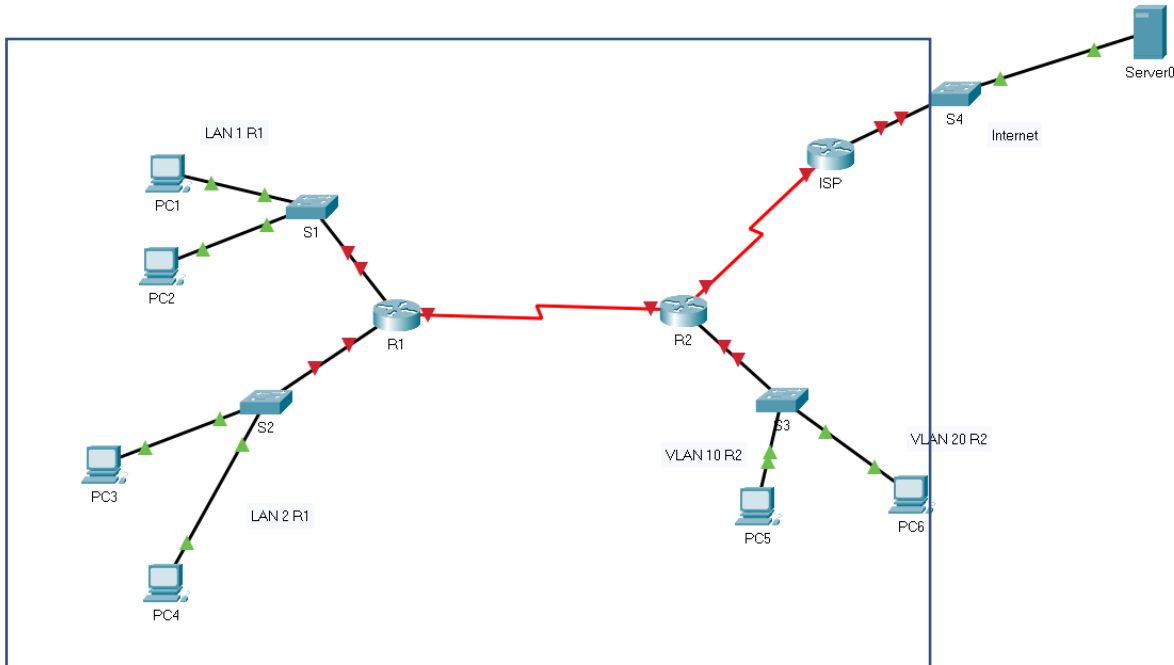 Server0
S4
Internet
LAN 1 R1
ISP
PC1
S1
PC2
R1
R2
S2
S3
VLAN 20 R2
VLAN 10 R2
PC3
LAN 2 R1
PC5
PC6
PC4